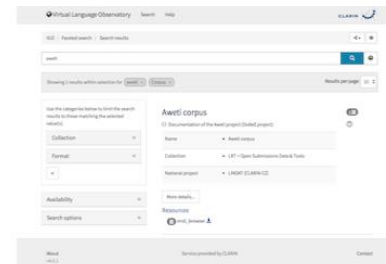 Virtual Language Observatory Search Help
CLARIN
VLO Faceted search Search results
aweti
Showing 1 results within selection for aweti Corpus
Results per page: 10
Use the categories below to limit the search
results to those matching the selected
value(s).
Collection
Format
Availability
Search options
Aweti corpus
Documentation of the Aweti project (DoBeS project).
Name Aweti corpus
Collection LRT + Open Submissions Data & Tools
National project LINDAT (CLARIN-CZ)
More details...
Resources
imdi_browser
About
Service provided by CLARIN
Contact